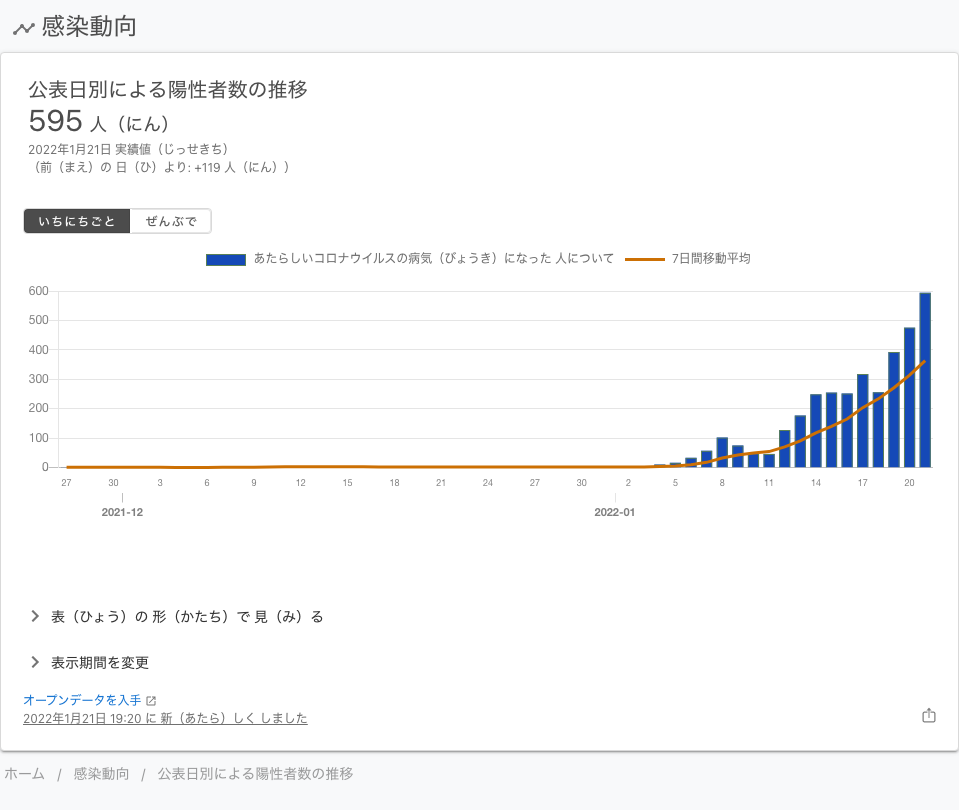 感染動向
公表日別による陽性者数の推移
595 人（にん）
2022年1月21日 実績値（じっせきち）
（前（まえ）の 日（ひ）より: +119 人（にん））
いちにちごと ぜんぶで
あたらしいコロナウイルスの病気（びょうき）になった 人について 7日間移動平均
600
500
400
300
200
100
0
27 30 3 6 9 12 15 18 21 24 27 30 2 5 8 11 14 17 20
2021-12 2022-01
表（ひょう）の 形（かたち）で 見（み）る
表示期間を変更
オープンデータを入手
2022年1月21日 19:20 に 新（あたら）しく しました
ホーム / 感染動向 / 公表日別による陽性者数の推移